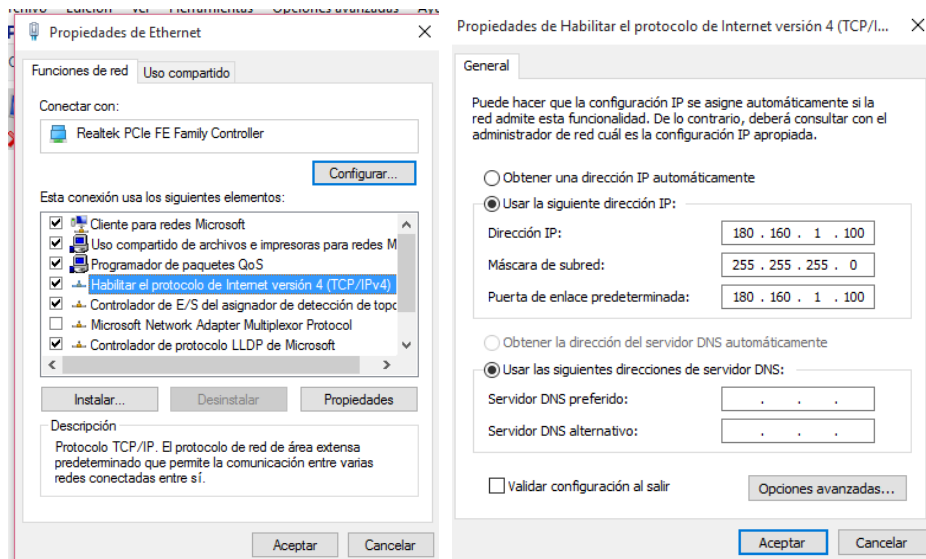 Archivo Edición Ver Herramientas Opciones avanzadas
Propiedades de Ethernet
Funciones de red
Uso compartido
Conectar con:
Realtek PCIe FE Family Controller
Configurar...
Esta conexión usa los siguientes elementos:
Cliente para redes Microsoft
Uso compartido de archivos e impresoras para redes M
Programador de paquetes QoS
Habilitar el protocolo de Internet versión 4 (TCP/IPv4)
Controlador de E/S del asignador de detección de topo
Microsoft Network Adapter Multiplexor Protocol
Controlador de protocolo LLDP de Microsoft
Instalar...
Desinstalar
Propiedades
Descripción
Protocolo TCP/IP. El protocolo de red de área extensa
predeterminado que permite la comunicación entre varias
redes conectadas entre sí.
Aceptar
Cancelar
Propiedades de Habilitar el protocolo de Internet versión 4 (TCP/I...
General
Puede hacer que la configuración IP se asigne automáticamente si la
red admite esta funcionalidad. De lo contrario, deberá consultar con el
administrador de red cuál es la configuración IP apropiada.
Obtener una dirección IP automáticamente
Usar la siguiente dirección IP:
Dirección IP: 180 . 160 . 1 . 100
Máscara de subred: 255 . 255 . 255 . 0
Puerta de enlace predeterminada: 180 . 160 . 1 . 100
Obtener la dirección del servidor DNS automáticamente
Usar las siguientes direcciones de servidor DNS:
Servidor DNS preferido: . . .
Servidor DNS alternativo: . . .
Validar configuración al salir
Opciones avanzadas...
Aceptar
Cancelar